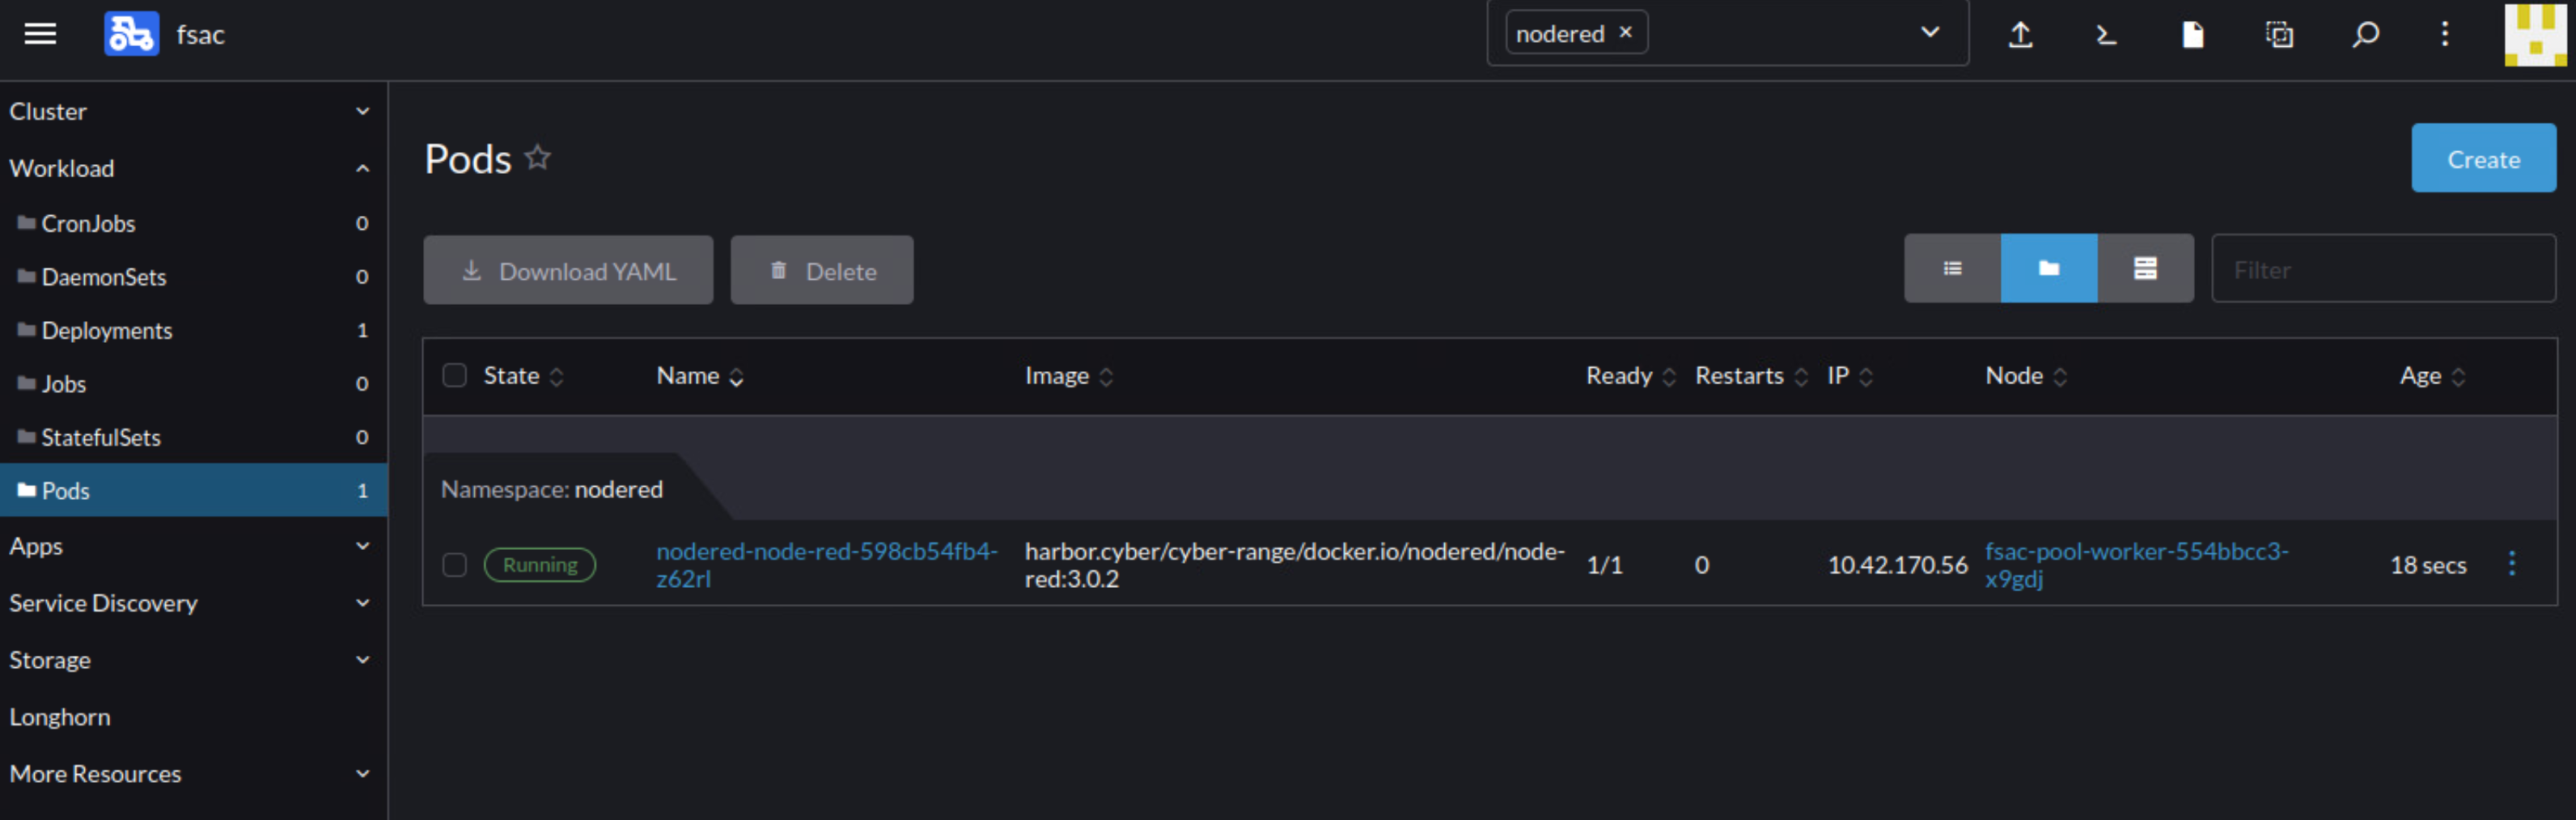 fsac
nodered ×
Cluster
Workload
CronJobs 0
DaemonSets 0
Deployments 1
Jobs 0
StatefulSets 0
Pods 1
Apps
Service Discovery
Storage
Longhorn
More Resources
Pods
Create
Download YAML
Delete
Filter
State Name Image Ready Restarts IP Node Age
Namespace: nodered
Running nodered-node-red-598cb54fb4- harbor.cyber/cyber-range/docker.io/nodered/node- 1/1 0 10.42.170.56 fsac-pool-worker-554bbcc3- 18 secs
z62rl red:3.0.2 x9gdj